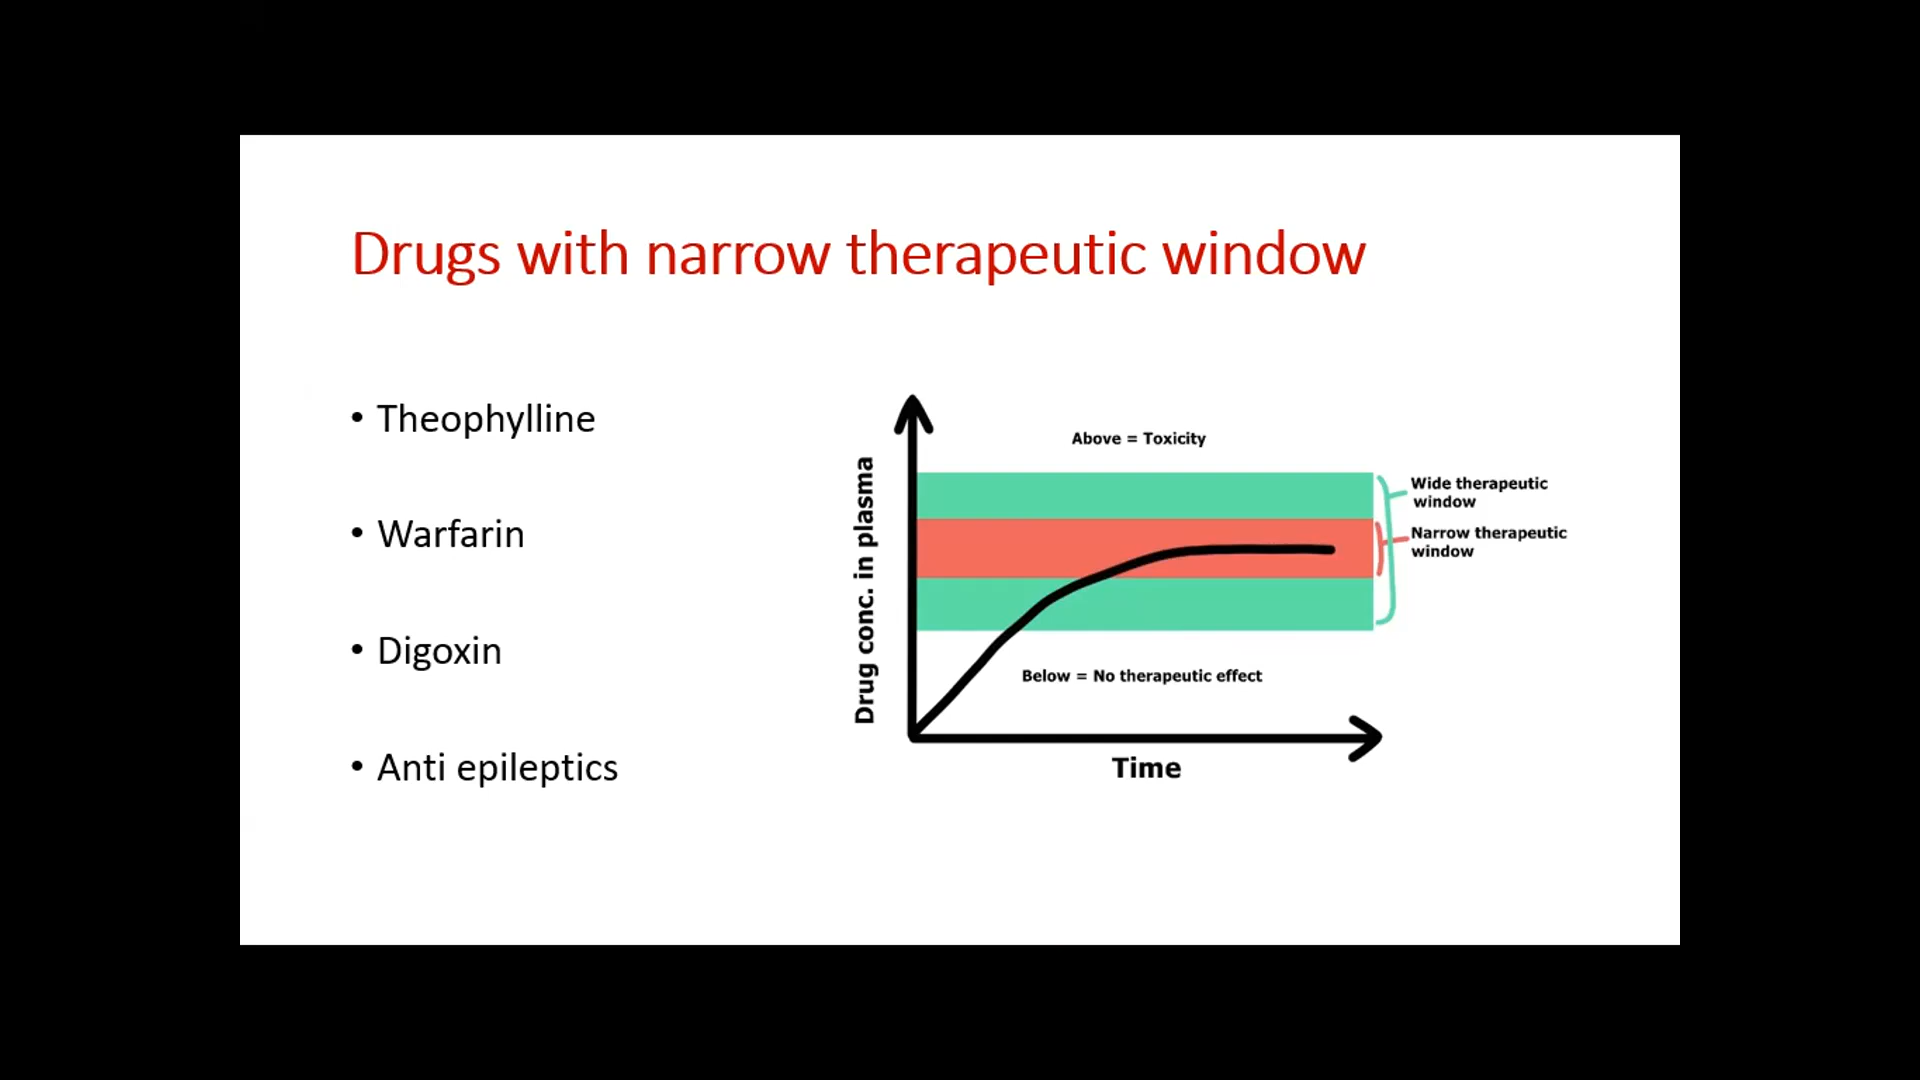 Drugs with narrow therapeutic window
• Theophylline
• Warfarin
• Digoxin
• Anti epileptics
Drug conc. in plasma
Above = Toxicity
Wide therapeutic
window
Narrow therapeutic
window
Below = No therapeutic effect
Time